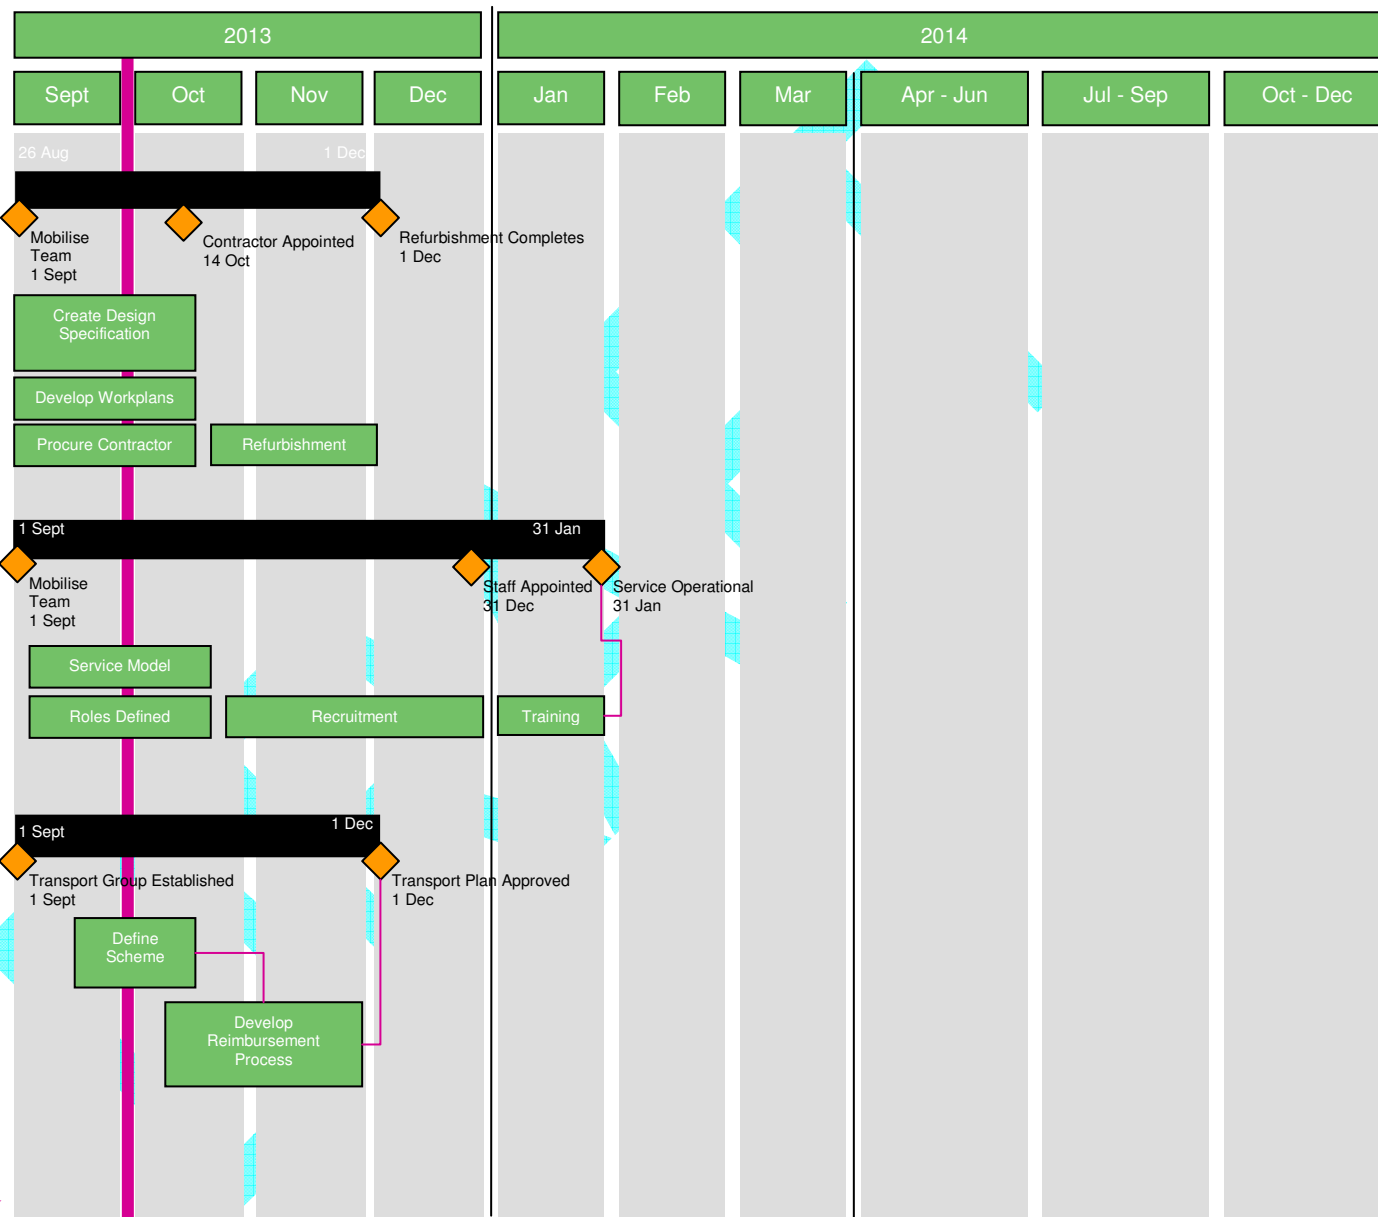 2013
2014
Sept
Oct
Nov
Dec
Jan
Feb
Mar
Apr - Jun
Jul - Sep
Oct - Dec
26 Aug
1 Dec
Mobilise
Team
1 Sept
Contractor Appointed
14 Oct
Refurbishment Completes
1 Dec
Create Design
Specification
Develop Workplans
Procure Contractor
Refurbishment
1 Sept
31 Jan
Mobilise
Team
1 Sept
Staff Appointed
31 Dec
Service Operational
31 Jan
Service Model
Roles Defined
Recruitment
Training
1 Sept
1 Dec
Transport Group Established
1 Sept
Transport Plan Approved
1 Dec
Define
Scheme
Develop
Reimbursement
Process